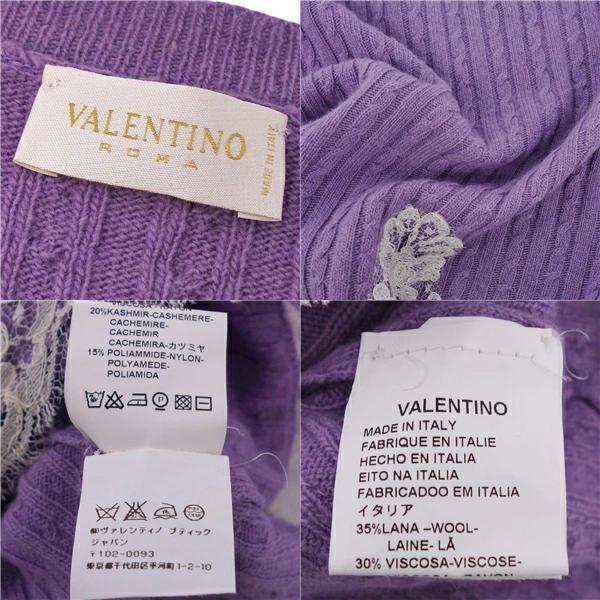 VALENTINO
ROMA
MADE IN ITALY
20%KASHMIR-CASHEMERE-
CACHEMIRE-
CACHEMIR
CACHEMIRA-カツミヤ
15% POLIAMMIDE-NYLON-
POLYAMEDE-
POLIAMIDA
㈱ヴァレンティノ ブティック
ジャパン
〒102-0093
東京都千代田区平河町1-2-10
VALENTINO
MADE IN ITALY
FABRIQUE EN ITALIE
HECHO EN ITALIA
EITO NA ITALIA
FABRICADOO EM ITALIA
イタリア
35%LANA –WOOL-
LAINE- LÃ
30% VISCOSA-VISCOSE-